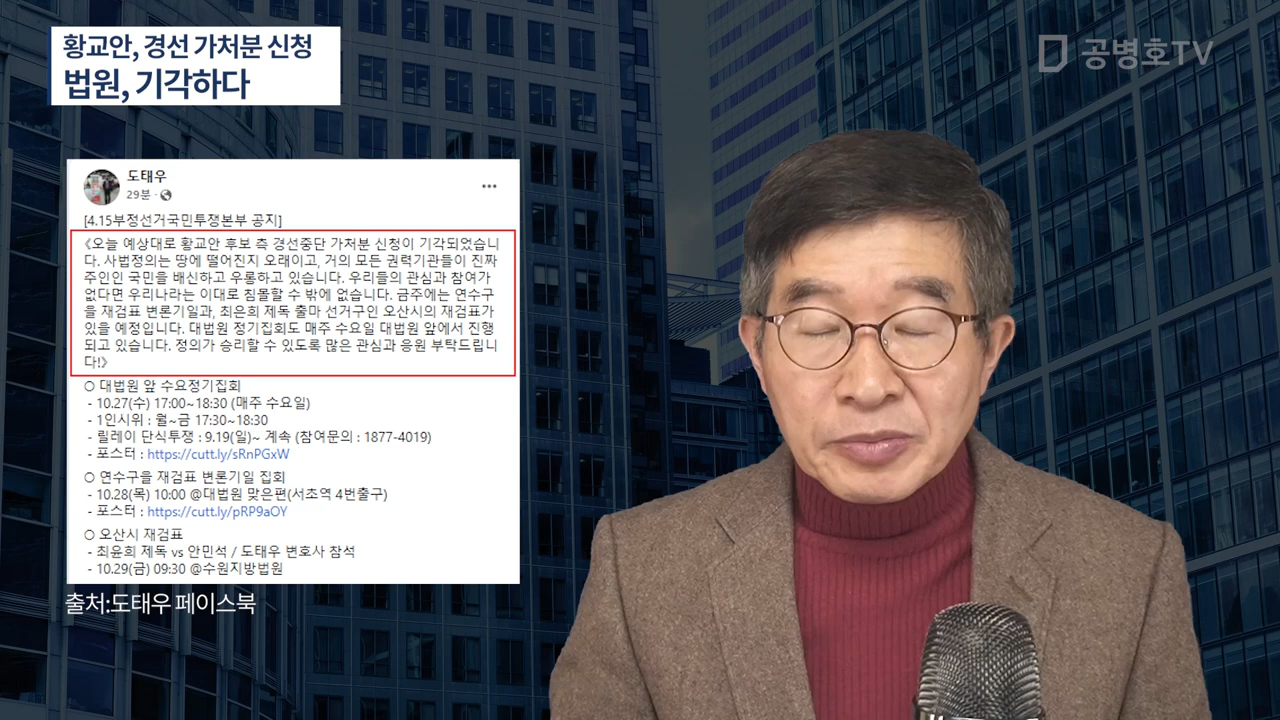 황교안, 경선 가처분 신청
법원, 기각하다
공병호TV
도태우
29분
[4.15부정선거국민투쟁본부 공지]
《오늘 예상대로 황교안 후보 측 경선중단 가처분 신청이 기각되었습니
다. 사법정의는 땅에 떨어진지 오래이고, 거의 모든 권력기관들이 진짜
주인인 국민을 배신하고 우롱하고 있습니다. 우리들의 관심과 참여가
없다면 우리나라는 이대로 침몰할 수 밖에 없습니다. 금주에는 연수구
을 재검표 변론기일과, 최은희 제독 출마 선거구인 오산시의 재검표가
있을 예정입니다. 대법원 정기집회도 매주 수요일 대법원 앞에서 진행
되고 있습니다. 정의가 승리할 수 있도록 많은 관심과 응원 부탁드립니
다!》
○ 대법원 앞 수요정기집회
- 10.27(수) 17:00~18:30 (매주 수요일)
- 1인시위 : 월~금 17:30~18:30
- 릴레이 단식투쟁 : 9.19(일)~ 계속 (참여문의 : 1877-4019)
- 포스터 : https://cutt.ly/sRnPGxW
○ 연수구을 재검표 변론기일 집회
- 10.28(목) 10:00 @대법원 맞은편(서초역 4번출구)
- 포스터 : https://cutt.ly/pRP9aOY
○ 오산시 재검표
- 최윤희 제독 vs 안민석 / 도태우 변호사 참석
- 10.29(금) 09:30 @수원지방법원
출처:도태우 페이스북